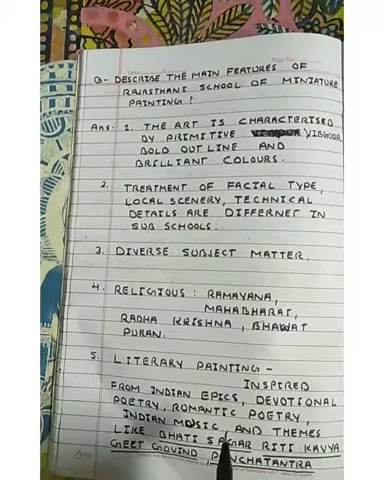 Q- DESCRIBE THE MAIN FEATURES OF
RAJASTHANI SCHOOL OF MINIATURE
PAINTING?
Ans: 1. THE ART IS CHARACTERISED
BY PRIMITIVE VIBGOOR
BOLD OUTLINE AND
BRILLIANT COLOURS.
2. TREATMENT OF FACIAL TYPE,
LOCAL SCENERY, TECHNICAL
DETAILS ARE DIFFERNET IN
SUB SCHOOLS.
3. DIVERSE SUBJECT MATTER.
4. RELIGIOUS: RAMAYANA,
MAHABHARAT,
RADHA KRISHNA, BHAWAT
PURAN.
5. LITERARY PAINTING -
INSPIRED
FROM INDIAN EPICS, DEVOTIONAL
POETRY, ROMANTIC POETRY,
INDIAN MUSIC, AND THEMES
LIKE BHATI SAGAR RITI KAVYA
GEET GOVIND PANCHATANTRA